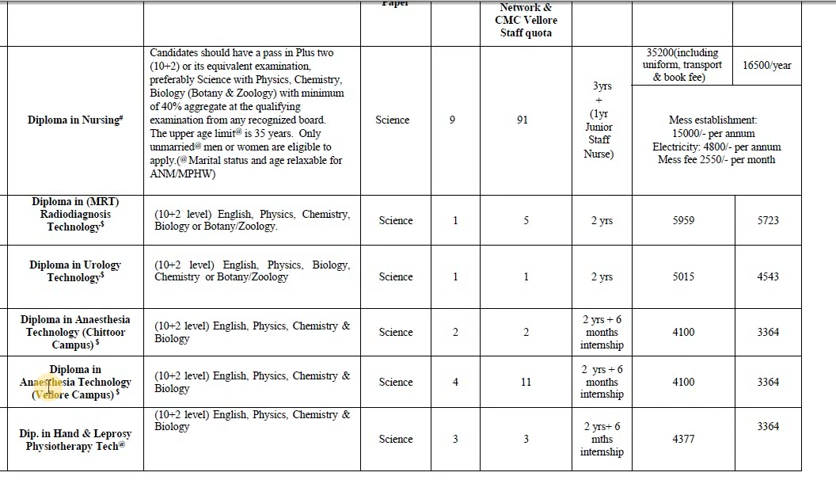 Paper
Network &
CMC Vellore
Staff quota
Diploma in Nursing#
Candidates should have a pass in Plus two
(10+2) or its equivalent examination,
preferably Science with Physics, Chemistry,
Biology (Botany & Zoology) with minimum
of 40% aggregate at the qualifying
examination from any recognized board.
The upper age limit@ is 35 years. Only
unmarried@ men or women are eligible to
apply.(@ Marital status and age relaxable for
ANM/MPHW)
Science
9
91
3yrs
+
(1yr
Junior
Staff
Nurse)
35200(including
uniform, transport
& book fee)
16500/year
Mess establishment:
15000/- per annum
Electricity: 4800/- per annum
Mess fee 2550/- per month
Diploma in (MRT)
Radiodiagnosis
Technology$
(10+2 level) English, Physics, Chemistry,
Biology or Botany/Zoology.
Science
1
5
2 yrs
5959
5723
Diploma in Urology
Technology$
(10+2 level) English, Physics, Biology,
Chemistry or Botany/Zoology
Science
1
1
2 yrs
5015
4543
Diploma in Anaesthesia
Technology (Chittoor
Campus) $
(10+2 level) English, Physics, Chemistry &
Biology
Science
2
2
2 yrs + 6
months
internship
4100
3364
Diploma in
Anaesthesia Technology
(Vellore Campus) $
(10+2 level) English, Physics, Chemistry &
Biology
Science
4
11
2 yrs + 6
months
internship
4100
3364
Dip. in Hand & Leprosy
Physiotherapy Tech@
(10+2 level) English, Physics, Chemistry &
Biology
Science
3
3
2 yrs+ 6
mths
internship
4377
3364